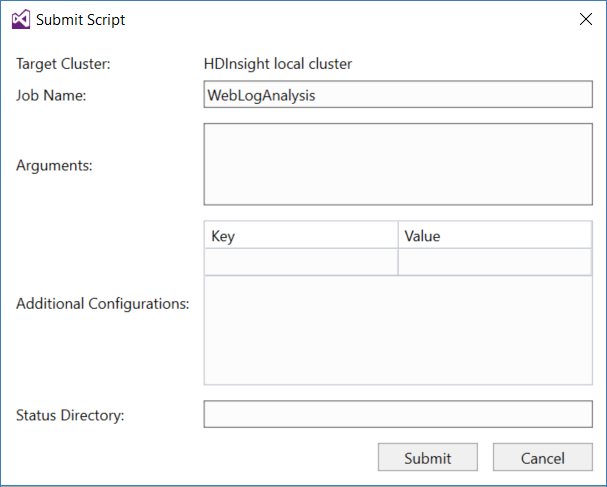 Submit Script
Target Cluster: HDInsight local cluster
Job Name: WebLogAnalysis
Arguments:
Key Value
Additional Configurations:
Status Directory:
Submit Cancel